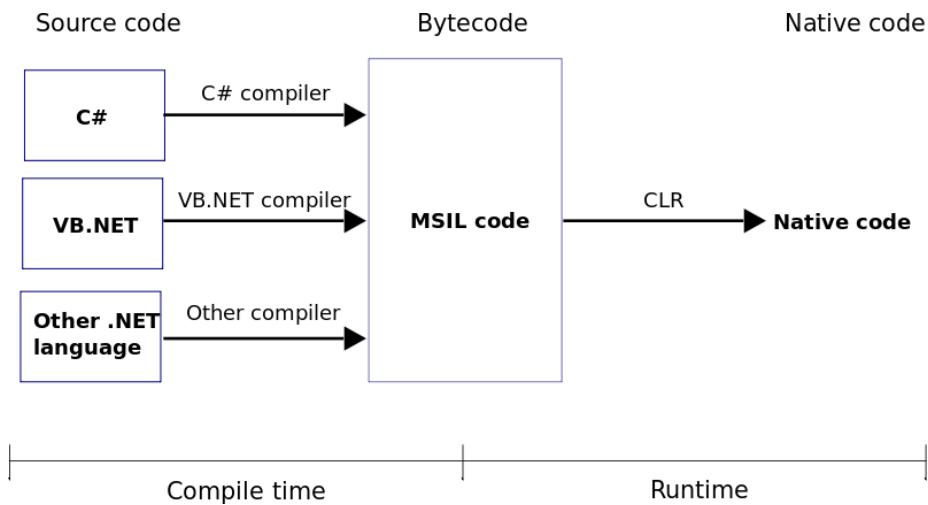 Source code
Bytecode
Native code
C#
C# compiler
VB.NET
VB.NET compiler
MSIL code
CLR
Native code
Other .NET
language
Other compiler
Compile time
Runtime